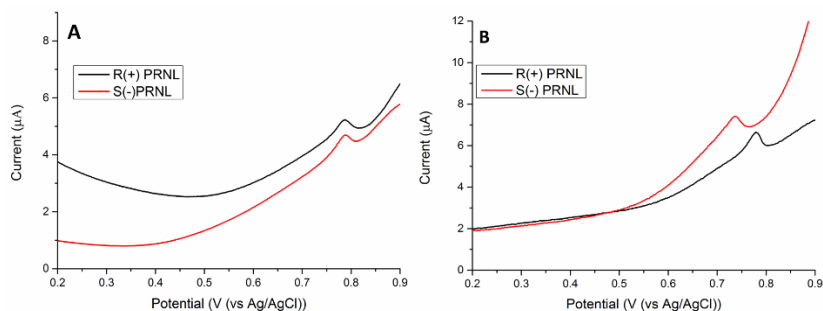 A
R(+) PRNL
S(-)PRNL
Current (µA)
8
6
4
2
0
0.2 0.3 0.4 0.5 0.6 0.7 0.8 0.9
Potential (V (vs Ag/AgCl))
B
R(+) PRNL
S(-) PRNL
Current (µA)
12
10
8
6
4
2
0
0.2 0.3 0.4 0.5 0.6 0.7 0.8 0.9
Potential (V (vs Ag/AgCl))